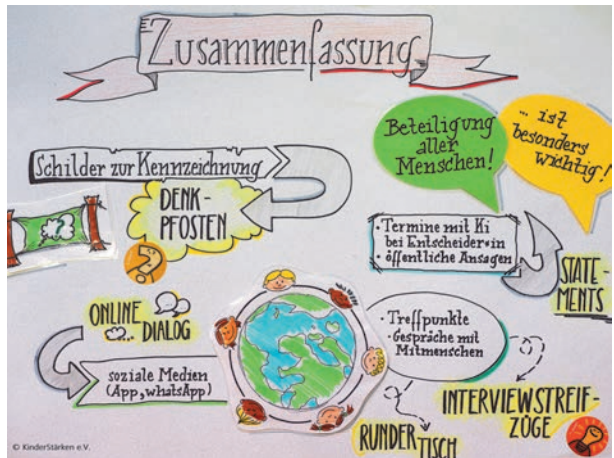 Zusammenfassung
Beteiligung
aller
Menschen!
... ist
besonders
wichtig!
Schilder zur Kennzeichnung
DENK-
PFOSTEN
• Termine mit Ki
bei Entscheider*in
• öffentliche Ansagen
STATE-
MENTS
ONLINE
DIALOG
soziale Medien
(App, whatsApp)
• Treffpunkte
• Gespräche mit
Mitmenschen
INTERVIEWSTREIF-
ZÜGE
RUNDER
TISCH
© KinderStärken e.V.